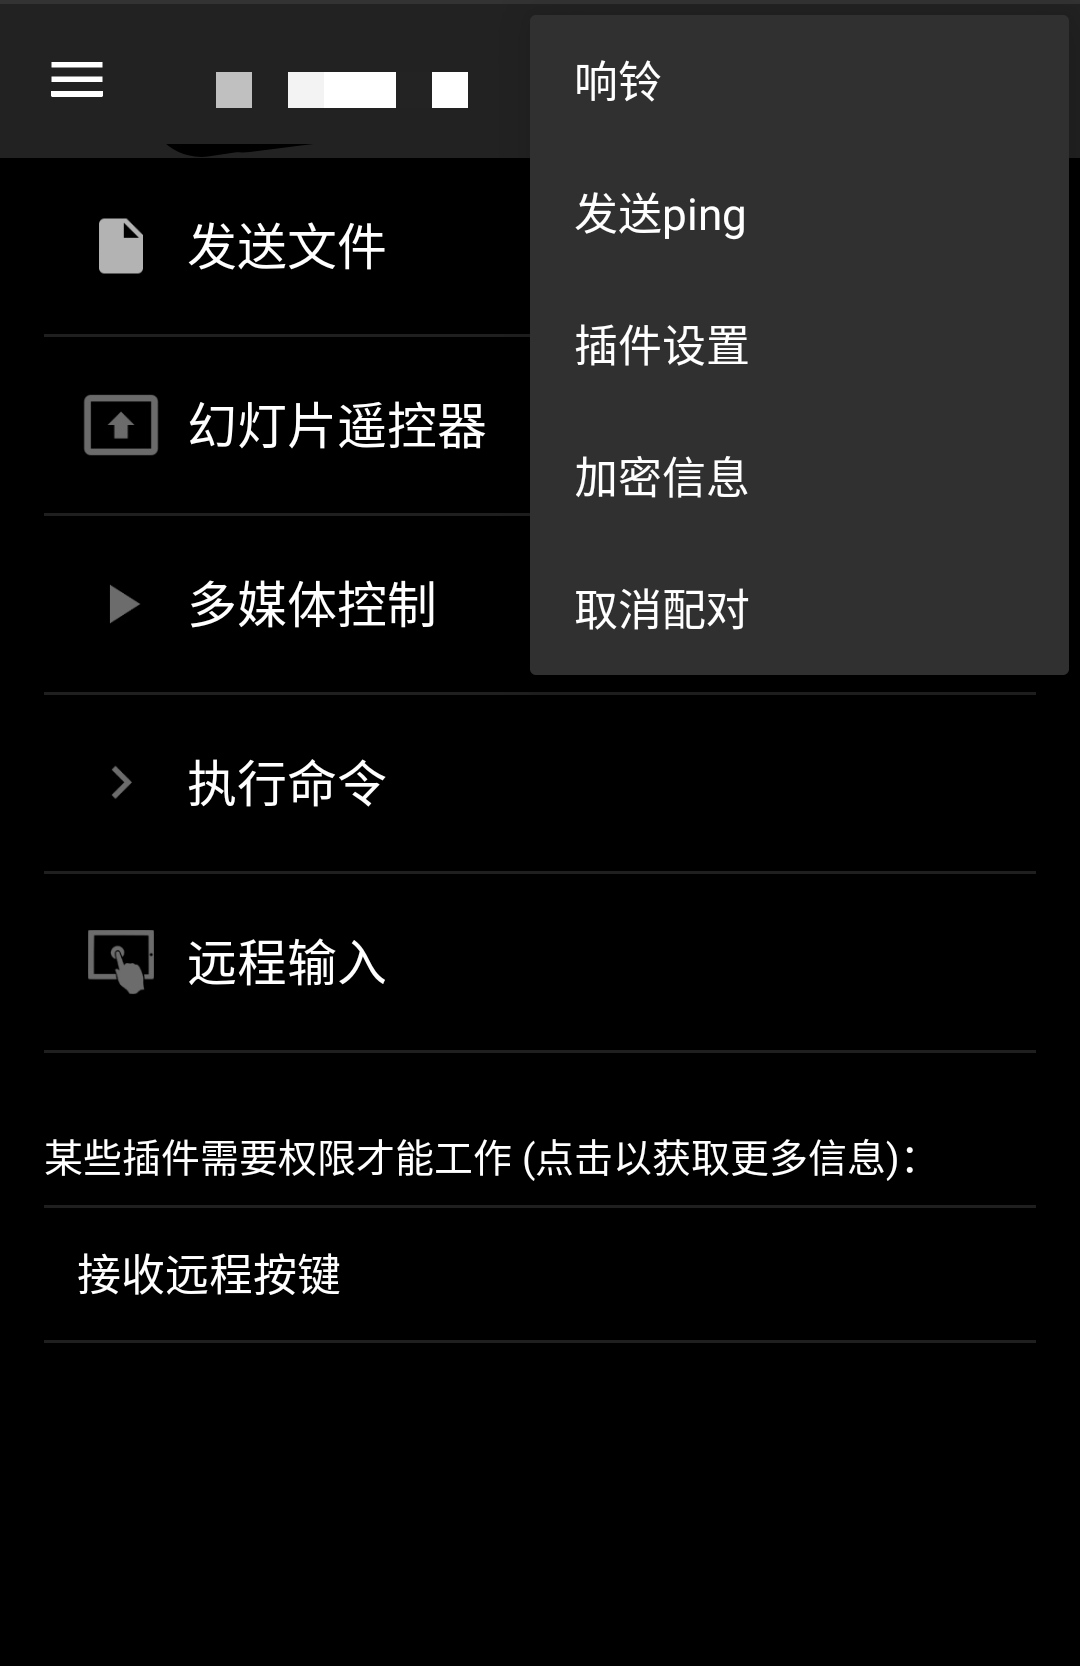 响铃
发送ping
插件设置
加密信息
取消配对
发送文件
幻灯片遥控器
多媒体控制
执行命令
远程输入
某些插件需要权限才能工作 (点击以获取更多信息)：
接收远程按键